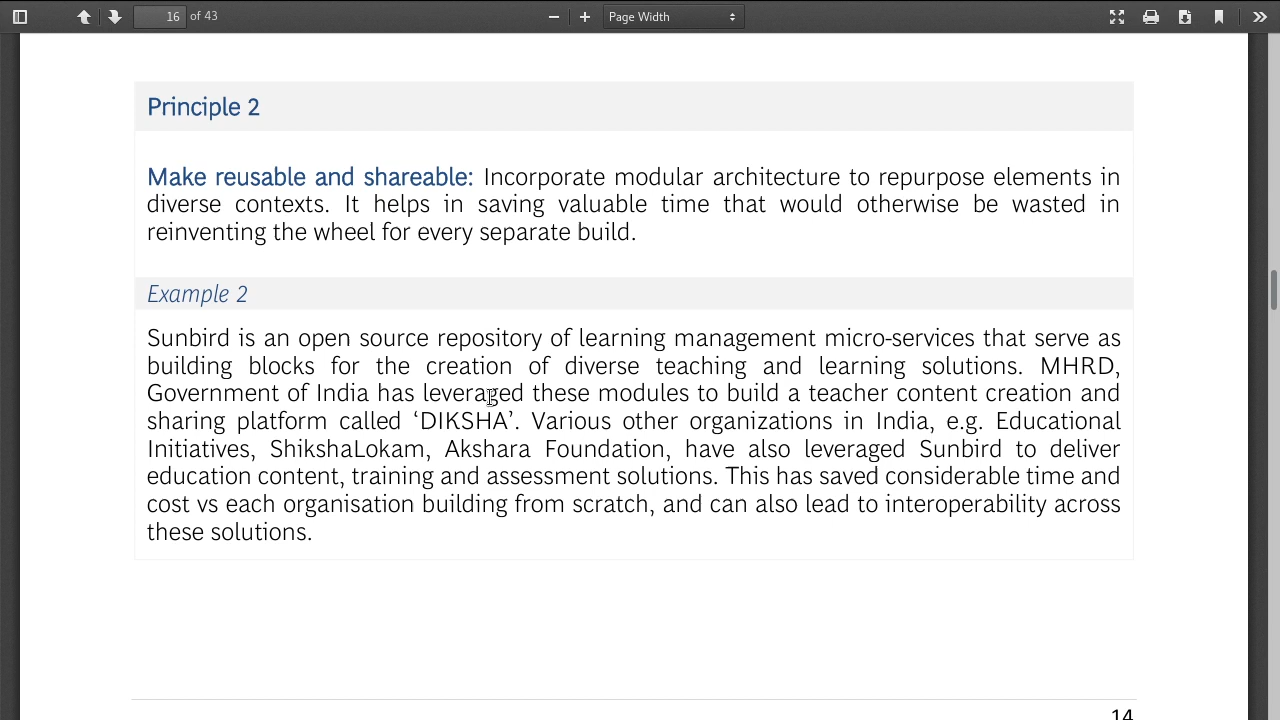 16 of 43
Page Width
Principle 2
Make reusable and shareable: Incorporate modular architecture to repurpose elements in
diverse contexts. It helps in saving valuable time that would otherwise be wasted in
reinventing the wheel for every separate build.
Example 2
Sunbird is an open source repository of learning management micro-services that serve as
building blocks for the creation of diverse teaching and learning solutions. MHRD,
Government of India has leveraged these modules to build a teacher content creation and
sharing platform called ‘DIKSHA’. Various other organizations in India, e.g. Educational
Initiatives, ShikshaLokam, Akshara Foundation, have also leveraged Sunbird to deliver
education content, training and assessment solutions. This has saved considerable time and
cost vs each organisation building from scratch, and can also lead to interoperability across
these solutions.
14